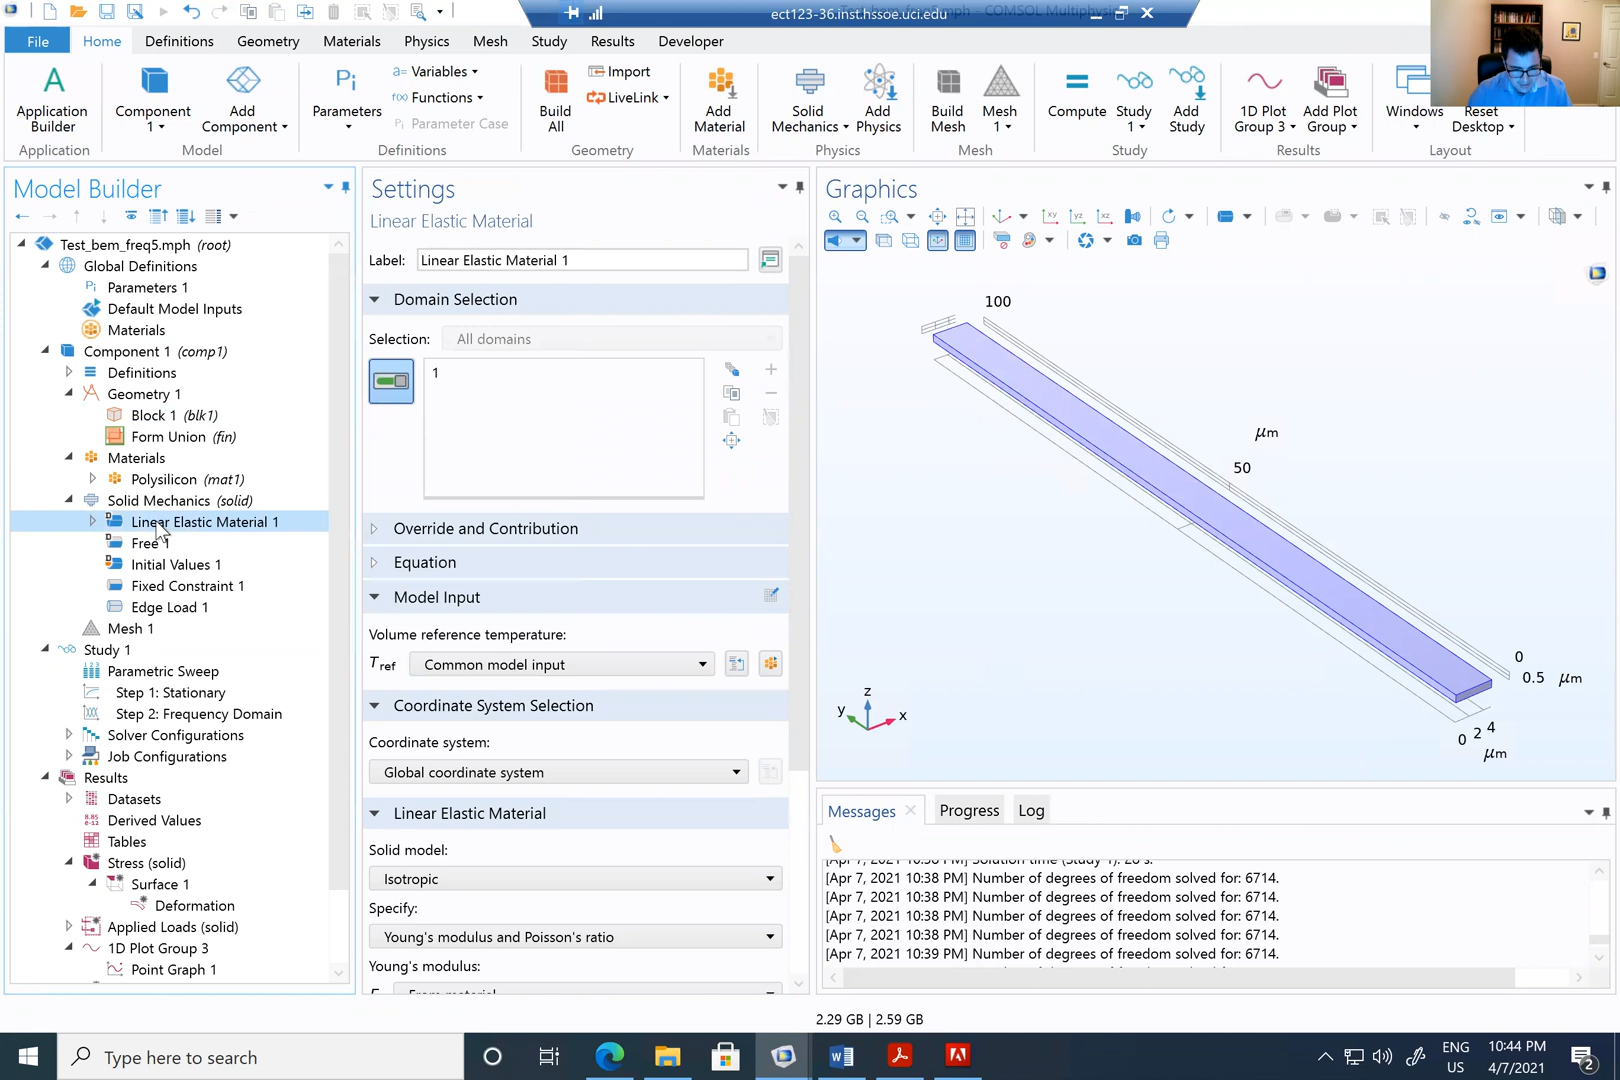 ect123-36.inst.hssoe.uci.edu
File
Home
Definitions
Geometry
Materials
Physics
Mesh
Study
Results
Developer
Application Builder
Component 1
Add Component
Parameters
a= Variables
f(x) Functions
Pi Parameter Case
Build All
Import
LiveLink
Add Material
Solid Mechanics
Add Physics
Build Mesh
Mesh 1
Compute
Study 1
Add Study
1D Plot Group 3
Add Plot Group
Windows
Reset Desktop
Application
Model
Definitions
Geometry
Materials
Physics
Mesh
Study
Results
Layout
Model Builder
Test_bem_freq5.mph (root)
Global Definitions
Parameters 1
Default Model Inputs
Materials
Component 1 (comp1)
Definitions
Geometry 1
Block 1 (blk1)
Form Union (fin)
Materials
Polysilicon (mat1)
Solid Mechanics (solid)
Linear Elastic Material 1
Free 1
Initial Values 1
Fixed Constraint 1
Edge Load 1
Mesh 1
Study 1
Parametric Sweep
Step 1: Stationary
Step 2: Frequency Domain
Solver Configurations
Job Configurations
Results
Datasets
Derived Values
Tables
Stress (solid)
Surface 1
Deformation
Applied Loads (solid)
1D Plot Group 3
Point Graph 1
Settings
Linear Elastic Material
Label: Linear Elastic Material 1
Domain Selection
Selection: All domains
1
Override and Contribution
Equation
Model Input
Volume reference temperature:
Tref Common model input
Coordinate System Selection
Coordinate system:
Global coordinate system
Linear Elastic Material
Solid model:
Isotropic
Specify:
Young's modulus and Poisson's ratio
Young's modulus:
Graphics
100
µm
50
0
0.5 µm
0 2 4
µm
z
y
x
Messages
Progress
Log
[Apr 7, 2021 10:38 PM] Number of degrees of freedom solved for: 6714.
[Apr 7, 2021 10:38 PM] Number of degrees of freedom solved for: 6714.
[Apr 7, 2021 10:38 PM] Number of degrees of freedom solved for: 6714.
[Apr 7, 2021 10:38 PM] Number of degrees of freedom solved for: 6714.
[Apr 7, 2021 10:39 PM] Number of degrees of freedom solved for: 6714.
2.29 GB | 2.59 GB
Type here to search
ENG
US
10:44 PM
4/7/2021
2